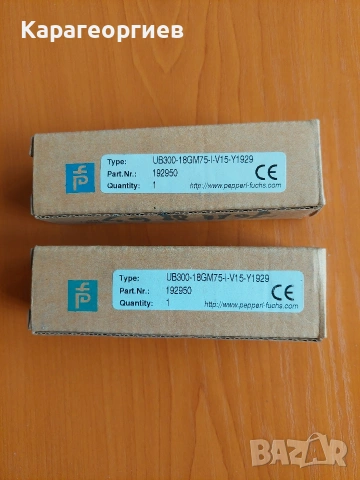 Карагеоргиев
Type: UB300-18GM75-I-V15-Y1929
Part.Nr.: 192950
Quantity: 1 http://www.pepperl-fuchs.com
CE
Type: UB300-18GM75-I-V15-Y1929
Part.Nr.: 192950
Quantity: 1 http://www.pepperl-fuchs.com
CE
BAZAR